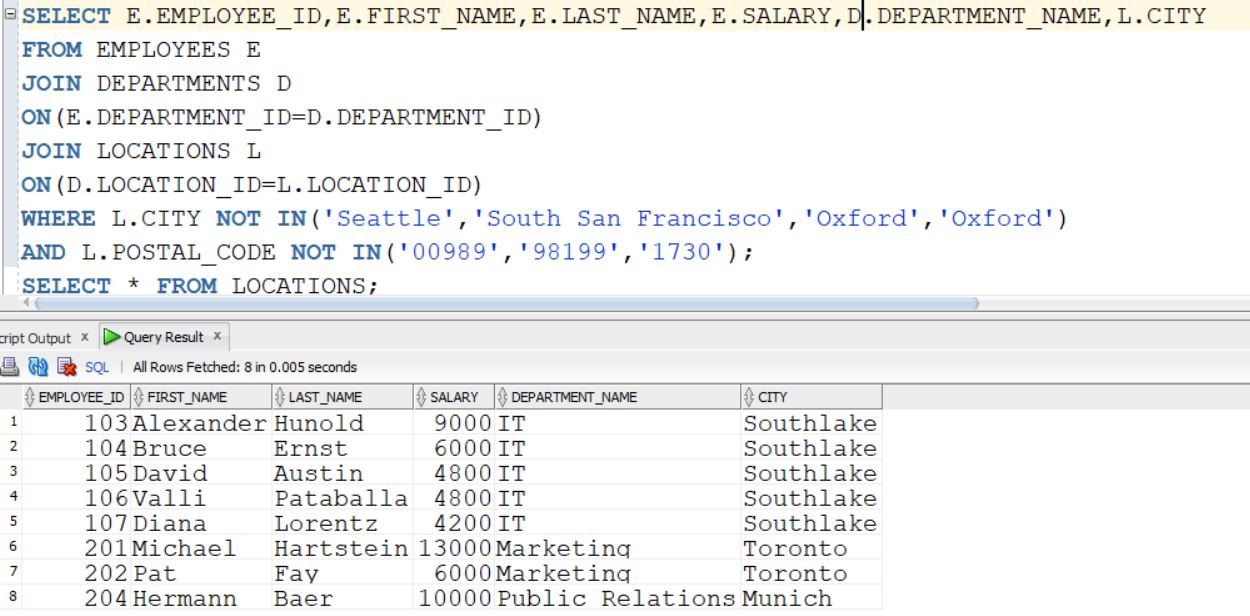 SELECT E.EMPLOYEE_ID,E.FIRST_NAME,E.LAST_NAME,E.SALARY,D.DEPARTMENT_NAME,L.CITY
FROM EMPLOYEES E
JOIN DEPARTMENTS D
ON(E.DEPARTMENT_ID=D.DEPARTMENT_ID)
JOIN LOCATIONS L
ON(D.LOCATION_ID=L.LOCATION_ID)
WHERE L.CITY NOT IN('Seattle','South San Francisco','Oxford','Oxford')
AND L.POSTAL_CODE NOT IN('00989','98199','1730');
SELECT * FROM LOCATIONS;
cript Output x Query Result x
SQL | All Rows Fetched: 8 in 0.005 seconds
EMPLOYEE_ID FIRST_NAME LAST_NAME SALARY DEPARTMENT_NAME CITY
1 103 Alexander Hunold 9000 IT Southlake
2 104 Bruce Ernst 6000 IT Southlake
3 105 David Austin 4800 IT Southlake
4 106 Valli Pataballa 4800 IT Southlake
5 107 Diana Lorentz 4200 IT Southlake
6 201 Michael Hartstein 13000 Marketing Toronto
7 202 Pat Fay 6000 Marketing Toronto
8 204 Hermann Baer 10000 Public Relations Munich